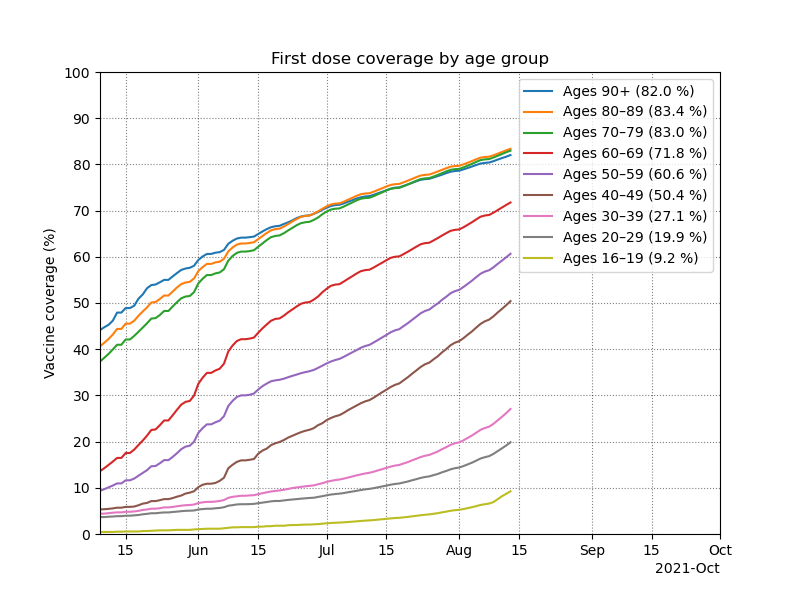 First dose coverage by age group
Vaccine coverage (%)
100
90
80
70
60
50
40
30
20
10
0
Ages 90+ (82.0 %)
Ages 80–89 (83.4 %)
Ages 70–79 (83.0 %)
Ages 60–69 (71.8 %)
Ages 50–59 (60.6 %)
Ages 40–49 (50.4 %)
Ages 30–39 (27.1 %)
Ages 20–29 (19.9 %)
Ages 16–19 (9.2 %)
15 Jun 15 Jul 15 Aug 15 Sep 15 Oct
2021-Oct